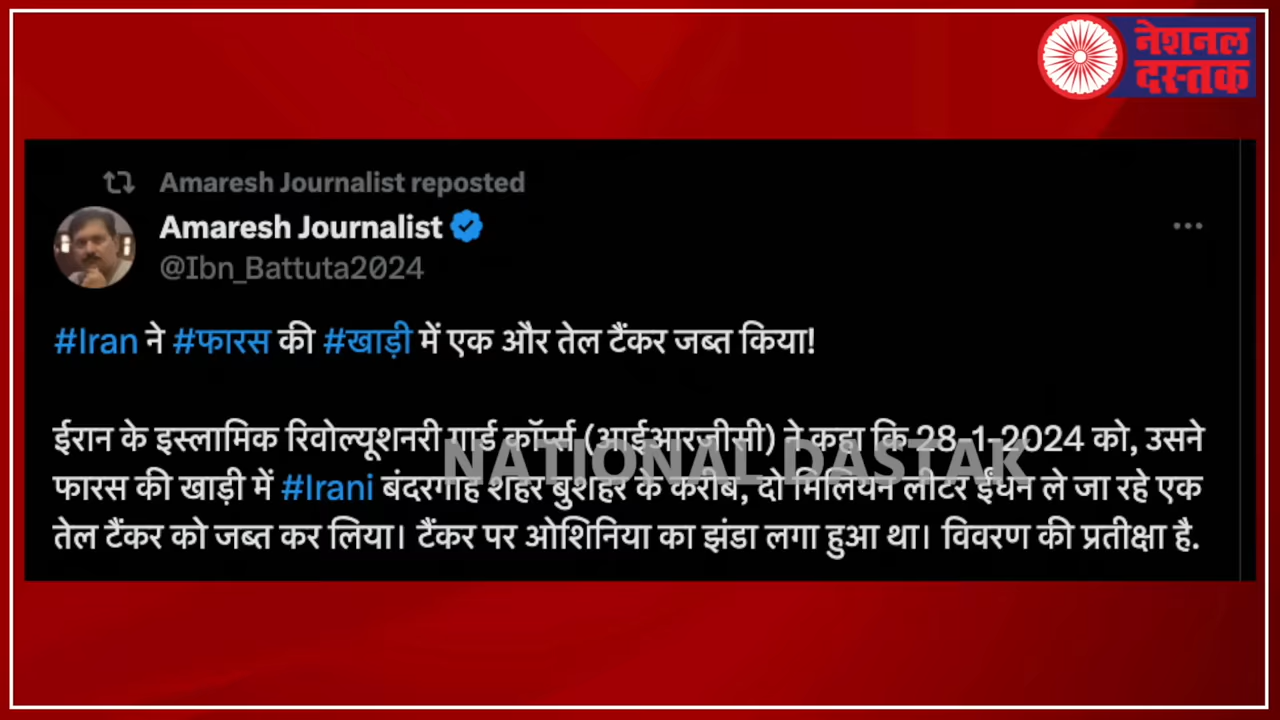 नेशनल
दस्तक
Amaresh Journalist reposted
Amaresh Journalist
@Ibn_Battuta2024
#Iran ने #फारस की #खाड़ी में एक और तेल टैंकर जब्त किया!
ईरान के इस्लामिक रिवोल्यूशनरी गार्ड कॉर्प्स (आईआरजीसी) ने कहा कि 28-1-2024 को, उसने
फारस की खाड़ी में #Irani बंदरगाह शहर बुशहर के करीब, दो मिलियन लीटर ईंधन ले जा रहे एक
तेल टैंकर को जब्त कर लिया। टैंकर पर ओशिनिया का झंडा लगा हुआ था। विवरण की प्रतीक्षा है.
NATIONAL DASTAK